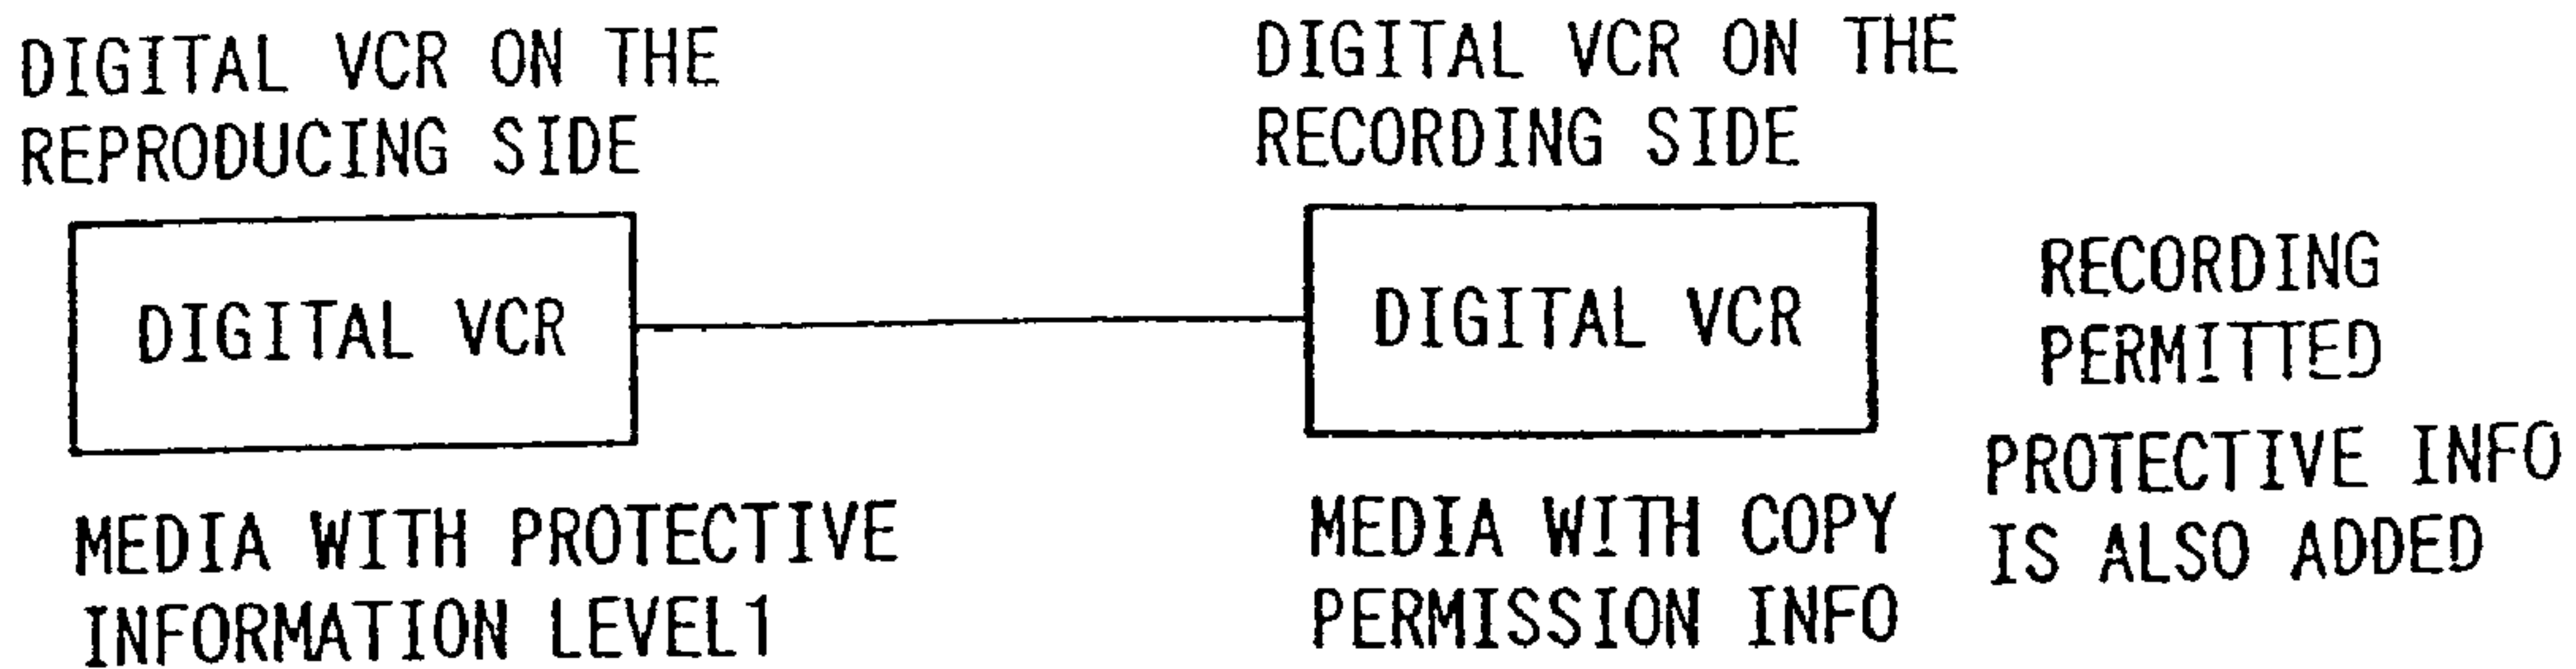 DIGITAL VCR ON THE
REPRODUCING SIDE
DIGITAL VCR
MEDIA WITH PROTECTIVE
INFORMATION LEVEL1
DIGITAL VCR ON THE
RECORDING SIDE
DIGITAL VCR
MEDIA WITH COPY
PERMISSION INFO
RECORDING
PERMITTED
PROTECTIVE INFO
IS ALSO ADDED